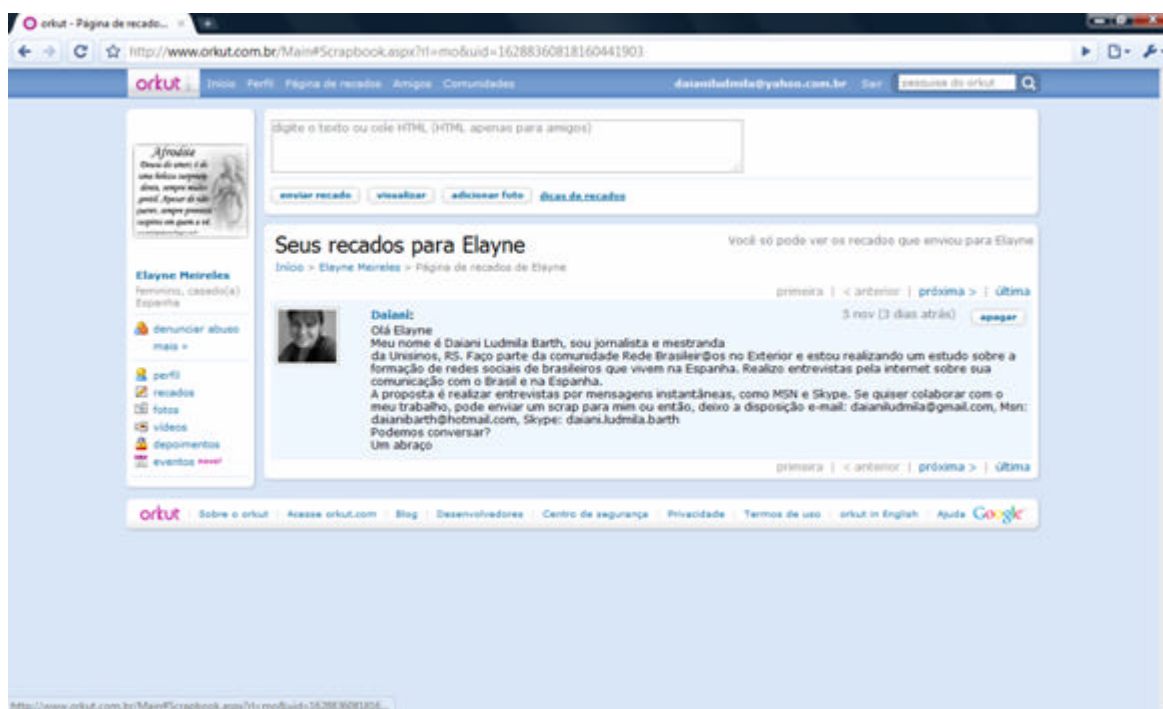 orkut - Página de recado...
http://www.orkut.com.br/Main#Scrapbook.aspx?rl=mo&uid=16288360818160441903
orkut Início Perfil Página de recados Amigos Comunidades daianiludmila@yahoo.com.br Sair pesquisa do orkut
digite o texto ou cole HTML (HTML apenas para amigos)
enviar recado visualizar adicionar foto dicas de recados
Afrodite
Elayne Meireles
feminino, casado(a)
Espanha
denunciar abuso
mais »
perfil
recados
fotos
vídeos
depoimentos
eventos novo!
Seus recados para Elayne
Você só pode ver os recados que enviou para Elayne
Início > Elayne Meireles > Página de recados de Elayne
primeira | < anterior | próxima > | última
Daiani:
5 nov (3 dias atrás) apagar
Olá Elayne
Meu nome é Daiani Ludmila Barth, sou jornalista e mestranda
da Unisinos, RS. Faço parte da comunidade Rede Brasileir@os no Exterior e estou realizando um estudo sobre a
formação de redes sociais de brasileiros que vivem na Espanha. Realizo entrevistas pela internet sobre sua
comunicação com o Brasil e na Espanha.
A proposta é realizar entrevistas por mensagens instantâneas, como MSN e Skype. Se quiser colaborar com o
meu trabalho, pode enviar um scrap para mim ou então, deixo a disposição e-mail: daianiludmila@gmail.com, Msn:
daianibarth@hotmail.com, Skype: daiani.ludmila.barth
Podemos conversar?
Um abraço
primeira | < anterior | próxima > | última
orkut Sobre o orkut Acesse orkut.com Blog Desenvolvedores Centro de segurança Privacidade Termos de uso orkut in English Ajuda Google